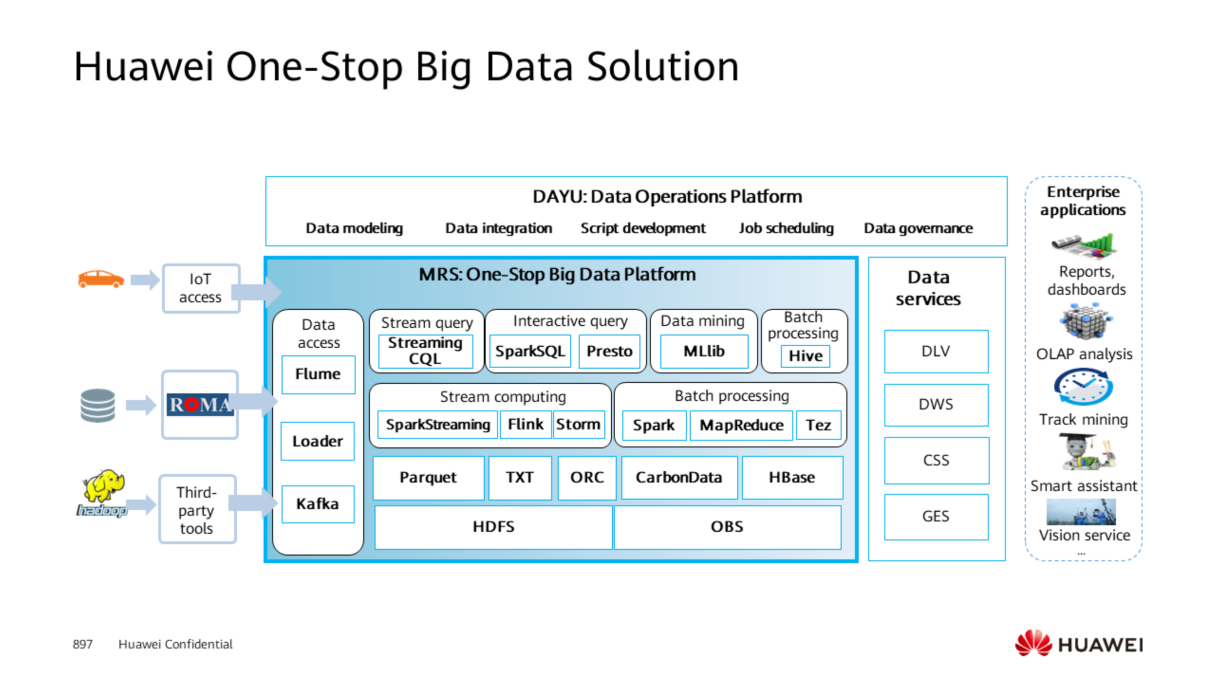 Huawei One-Stop Big Data Solution
DAYU: Data Operations Platform
Data modeling
Data integration
Script development
Job scheduling
Data governance
IoT
access
ROMA
hadoop
Third-
party
tools
MRS: One-Stop Big Data Platform
Data
access
Flume
Loader
Kafka
Stream query
Streaming
CQL
Interactive query
SparkSQL
Presto
Data mining
MLlib
Batch
processing
Hive
Stream computing
SparkStreaming
Flink
Storm
Batch processing
Spark
MapReduce
Tez
Parquet
TXT
ORC
CarbonData
HBase
HDFS
OBS
Data
services
DLV
DWS
CSS
GES
Enterprise
applications
Reports,
dashboards
OLAP analysis
Track mining
Smart assistant
Vision service
...
897
Huawei Confidential
HUAWEI